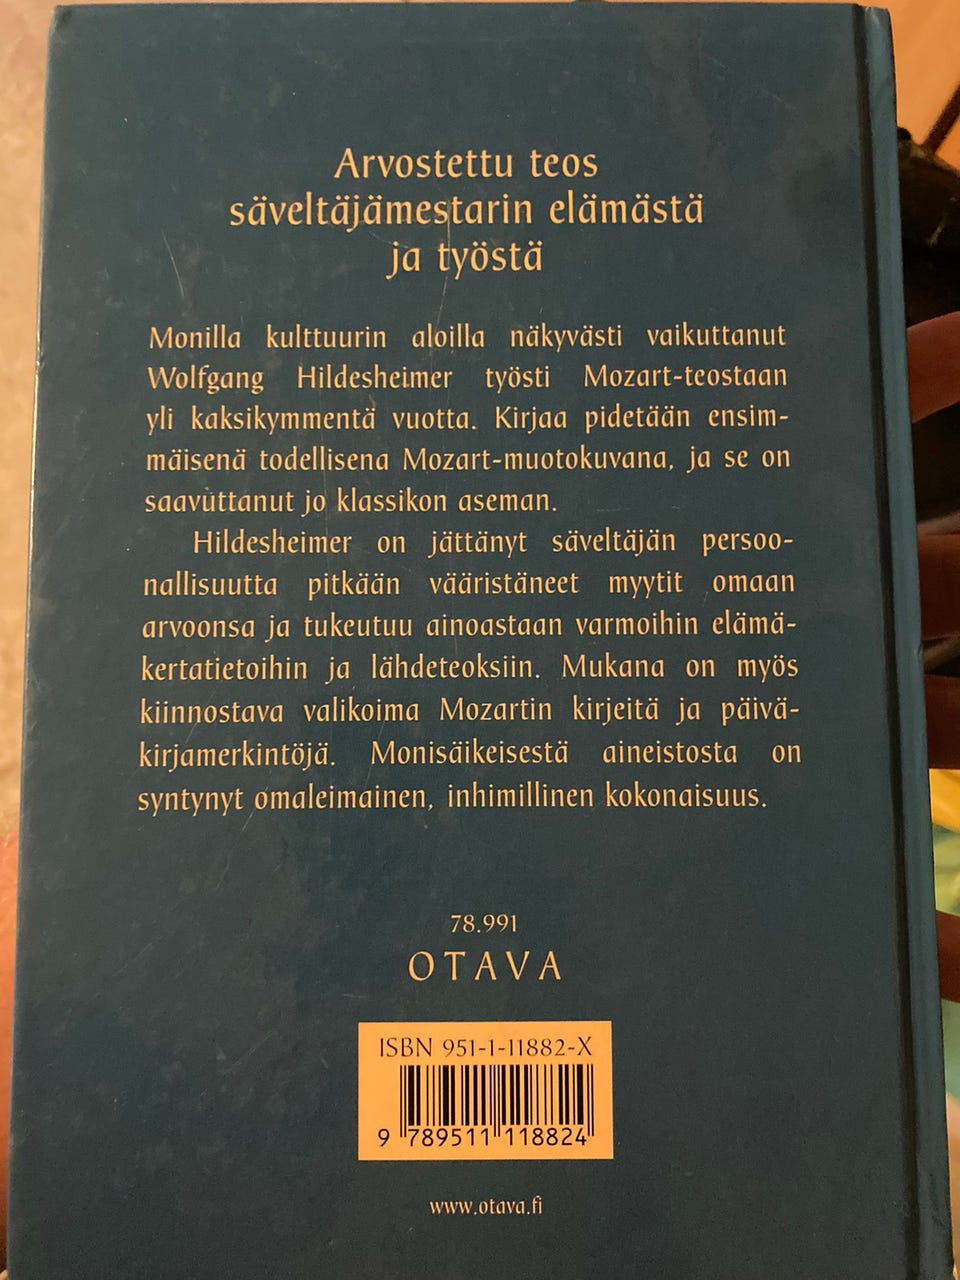 Arvostettu teos
säveltäjämestarin elämästä
ja työstä
Monilla kulttuurin aloilla näkyvästi vaikuttanut
Wolfgang Hildesheimer työsti Mozart-teostaan
yli kaksikymmentä vuotta. Kirjaa pidetään ensim-
mäisenä todellisena Mozart-muotokuvana, ja se on
saavuttanut jo klassikon aseman.
Hildesheimer on jättänyt säveltäjän persoo-
nallisuutta pitkään vääristäneet myytit omaan
arvoonsa ja tukeutuu ainoastaan varmoihin elämä-
kertatietoihin ja lähdeteoksiin. Mukana on myös
kiinnostava valikoima Mozartin kirjeitä ja päivä-
kirjamerkintöjä. Monisäikeisestä aineistosta on
syntynyt omaleimainen, inhimillinen kokonaisuus.
78.991
OTAVA
ISBN 951-1-11882-X
9 789511 118824
www.otava.fi